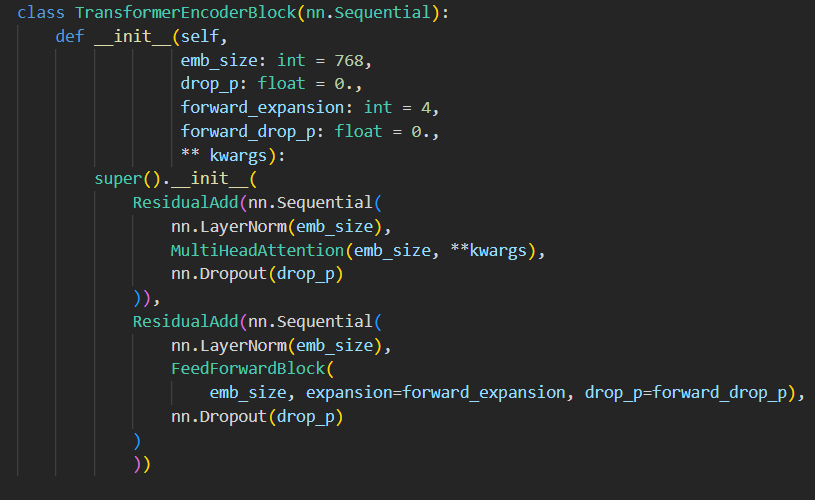 class TransformerEncoderBlock(nn.Sequential):
    def __init__(self,
                 emb_size: int = 768,
                 drop_p: float = 0.,
                 forward_expansion: int = 4,
                 forward_drop_p: float = 0.,
                 ** kwargs):
        super().__init__(
            ResidualAdd(nn.Sequential(
                nn.LayerNorm(emb_size),
                MultiHeadAttention(emb_size, **kwargs),
                nn.Dropout(drop_p)
            )),
            ResidualAdd(nn.Sequential(
                nn.LayerNorm(emb_size),
                FeedForwardBlock(
                    emb_size, expansion=forward_expansion, drop_p=forward_drop_p),
                nn.Dropout(drop_p)
            )
            ))